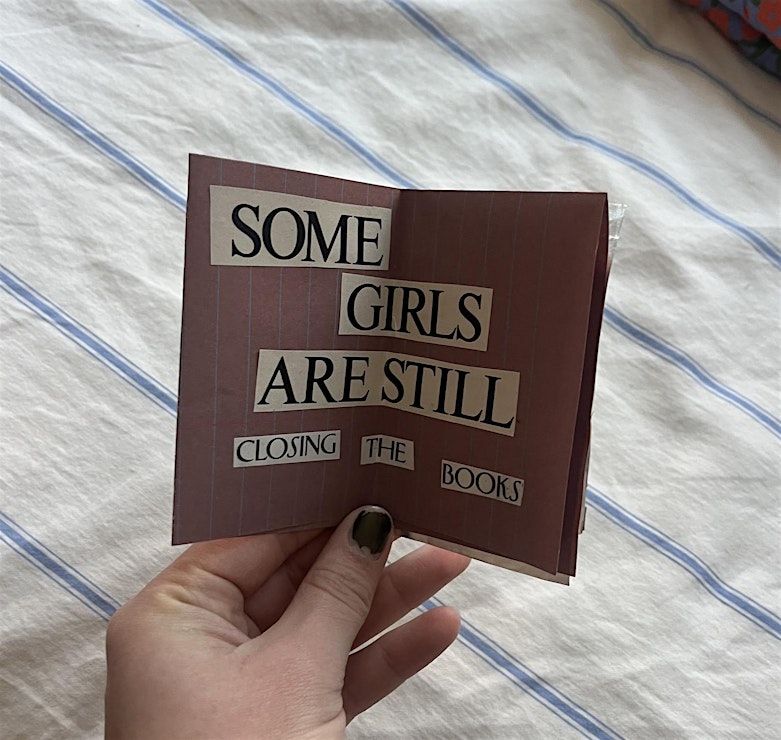 SOME
GIRLS
ARE STILL
CLOSING THE
BOOKS